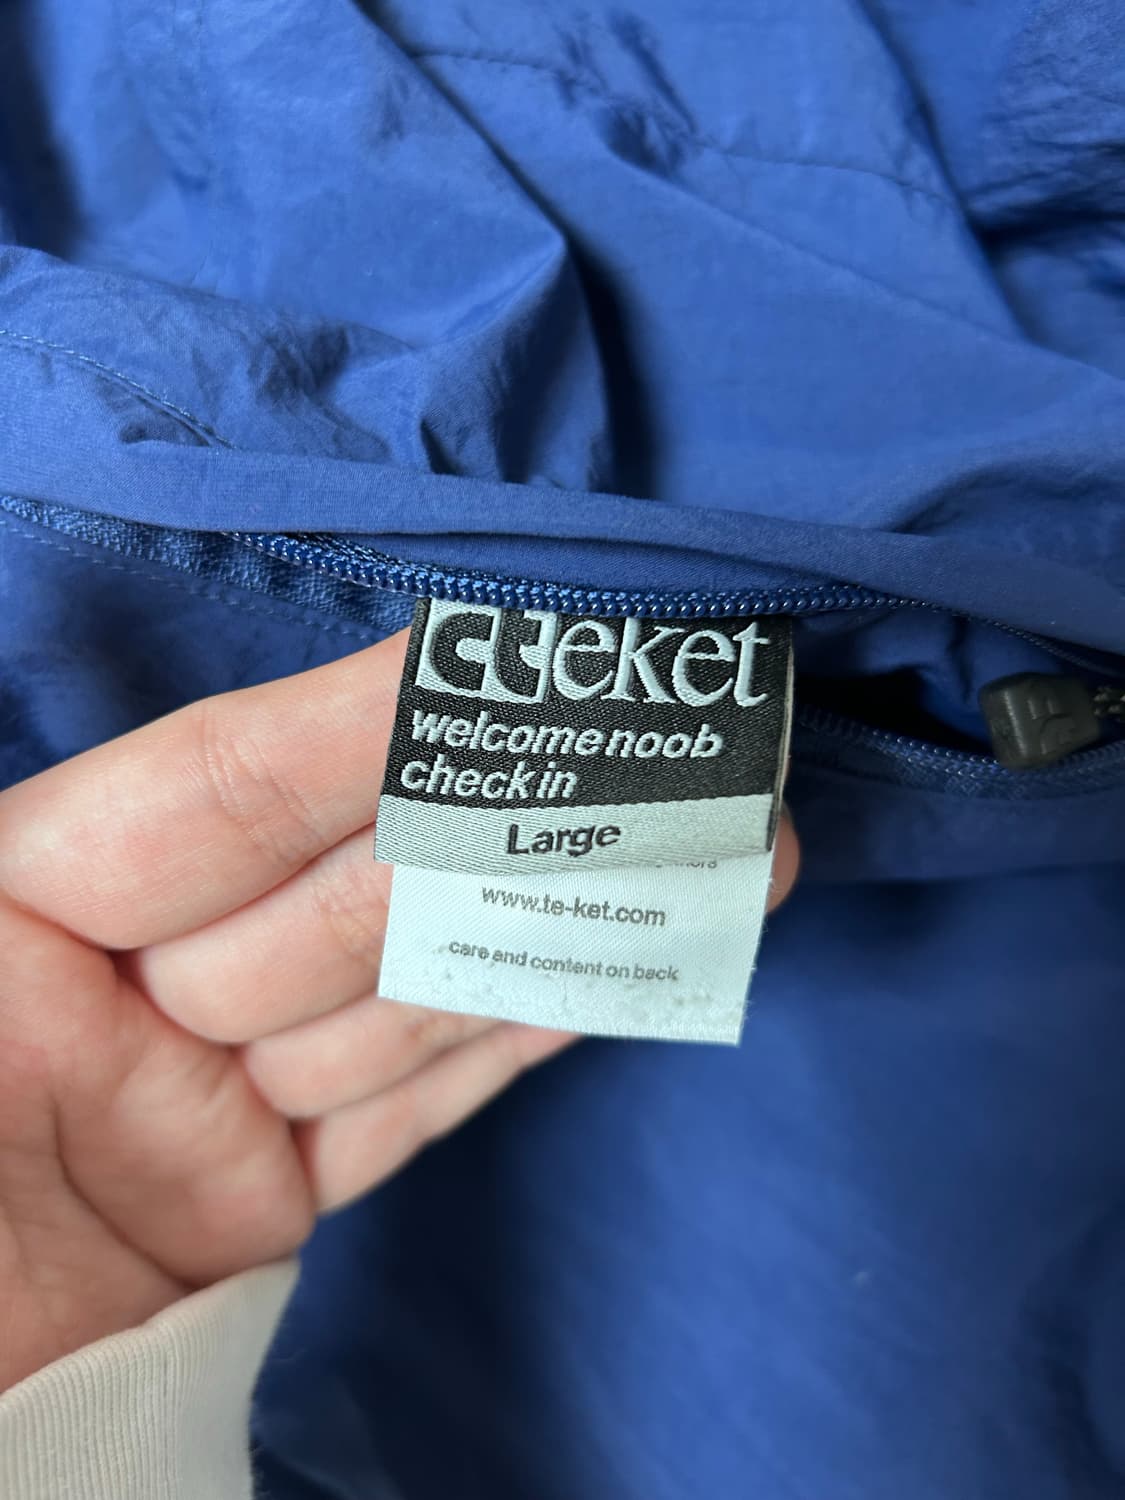 teket
welcome noob
check in
Large
www.te-ket.com
care and content on back